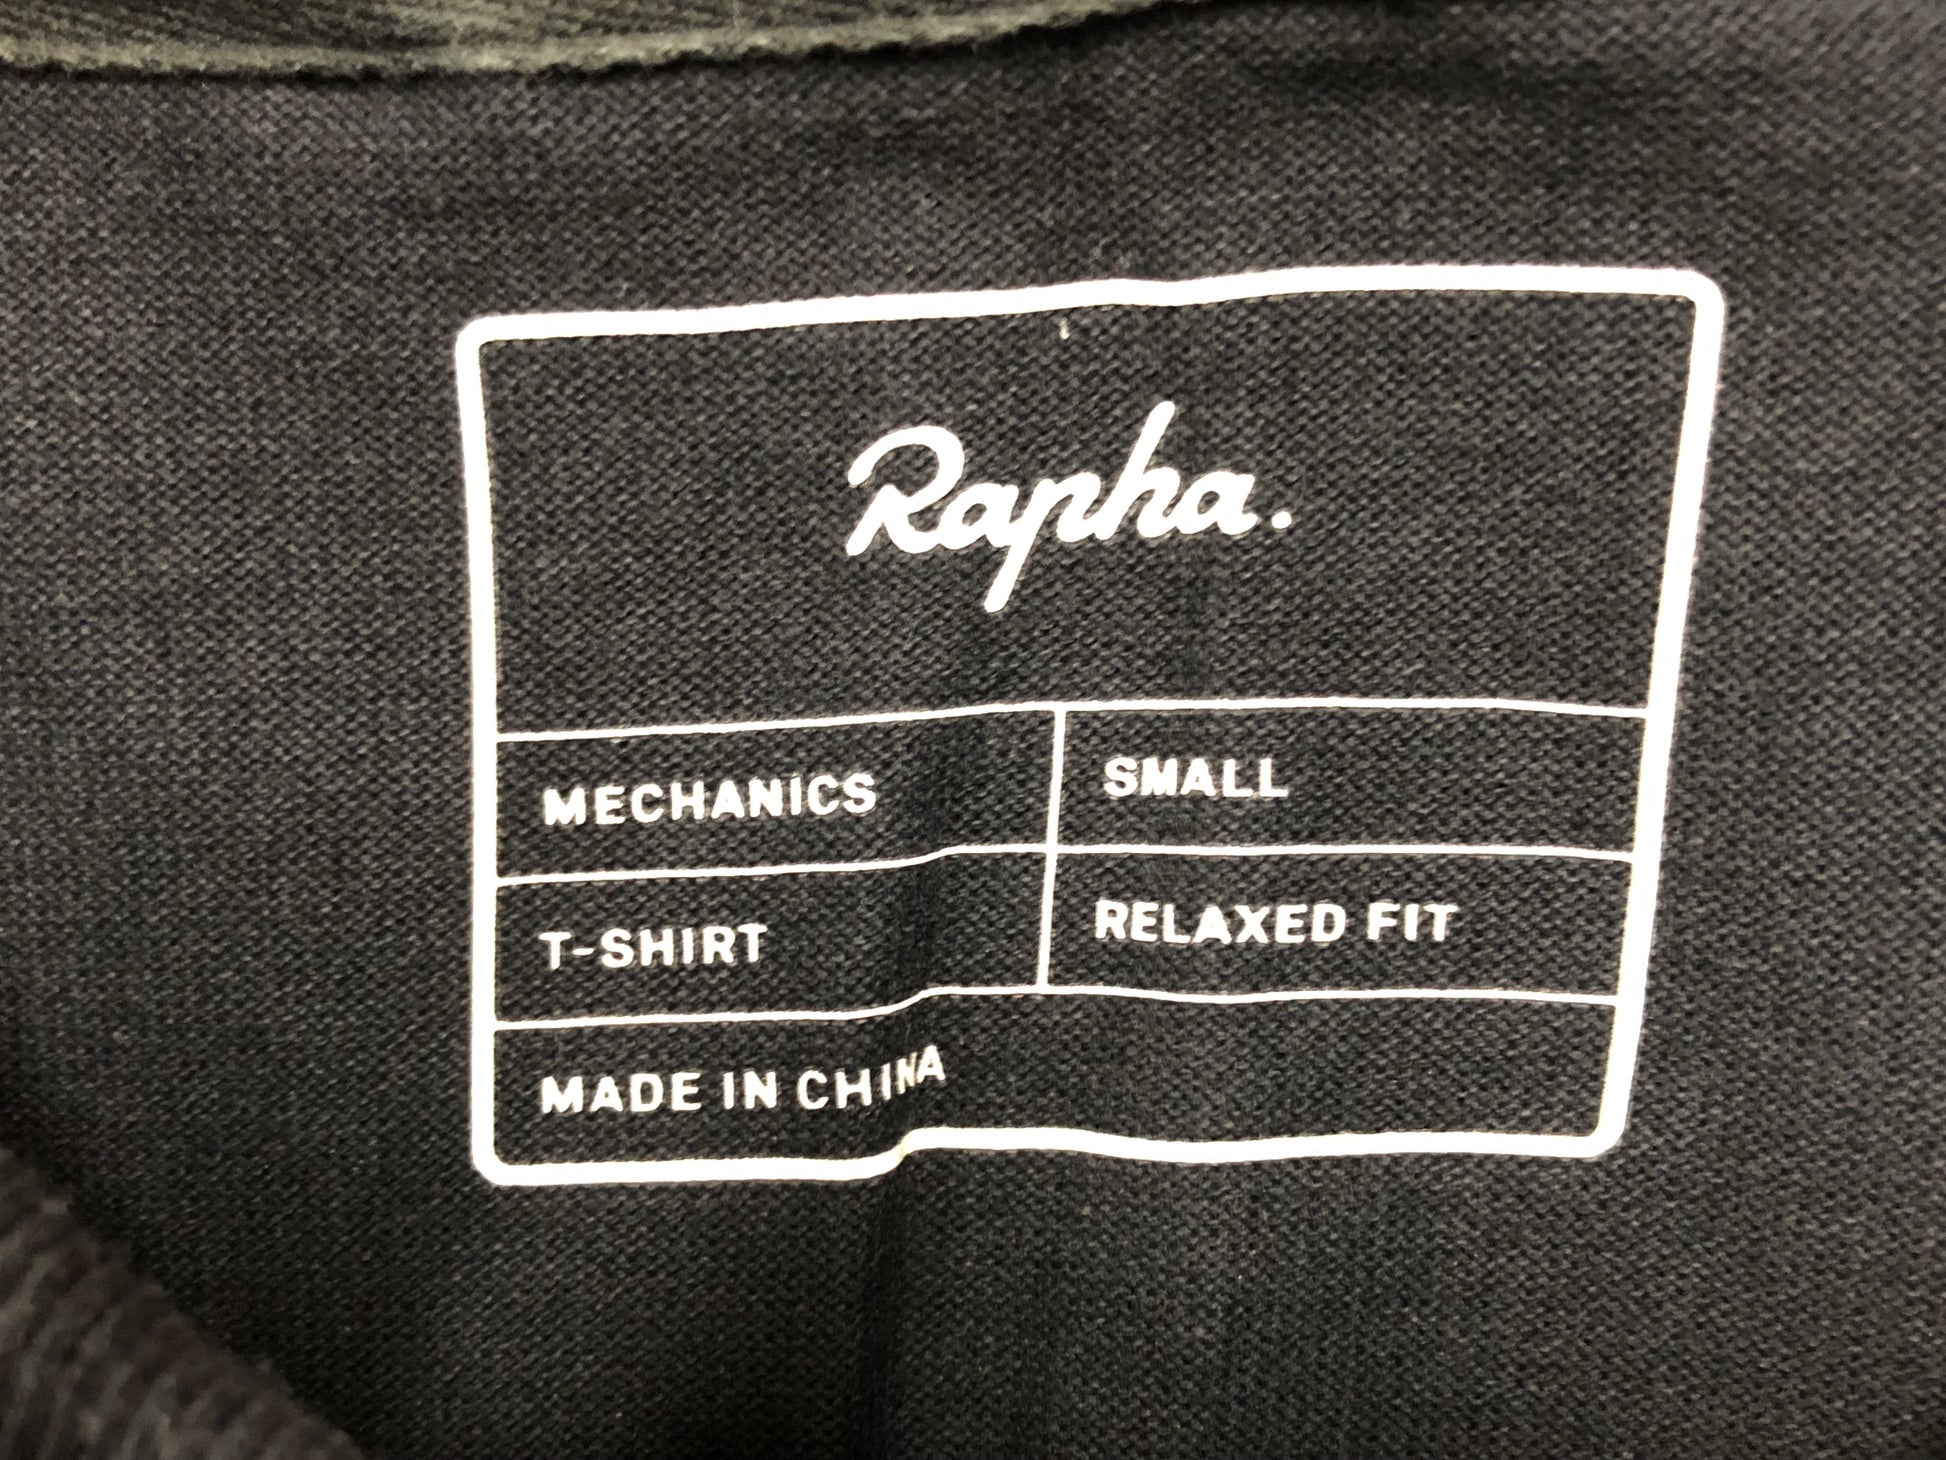 Rapha.
MECHANICS
SMALL
T-SHIRT
RELAXED FIT
MADE IN CHINA